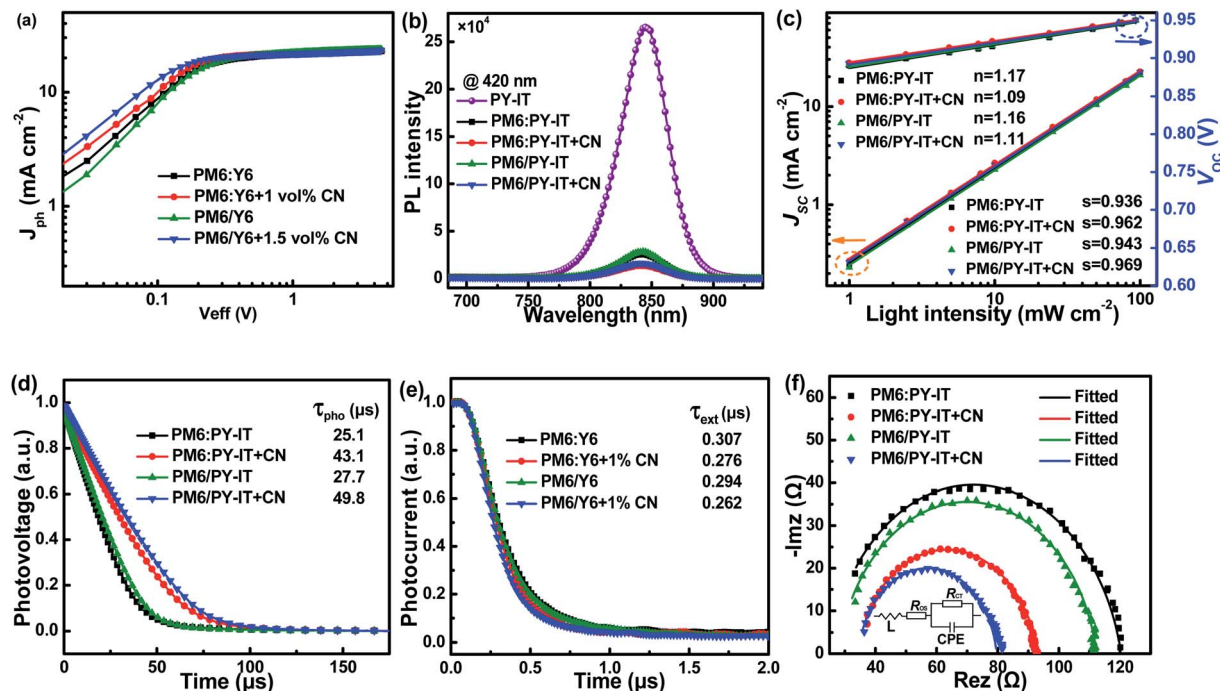 (a)
J_ph (mA cm⁻²)
10
1
PM6:Y6
PM6:Y6+1 vol% CN
PM6/Y6
PM6/Y6+1.5 vol% CN
0.1
1
Veff (V)
(b)
×10⁴
25
20
15
10
5
0
PL intensity
@ 420 nm
PY-IT
PM6:PY-IT
PM6:PY-IT+CN
PM6/PY-IT
PM6/PY-IT+CN
700 750 800 850 900
Wavelength (nm)
(c)
J_SC (mA cm⁻²)
10
1
PM6:PY-IT n=1.17
PM6:PY-IT+CN n=1.09
PM6/PY-IT n=1.16
PM6/PY-IT+CN n=1.11
PM6:PY-IT s=0.936
PM6:PY-IT+CN s=0.962
PM6/PY-IT s=0.943
PM6/PY-IT+CN s=0.969
0.95
0.90
0.85
0.80
0.75
0.70
0.65
0.60
V_OC (V)
1 10 100
Light intensity (mW cm⁻²)
(d)
Photovoltage (a.u.)
1.0
0.8
0.6
0.4
0.2
0.0
τ_pho (μs)
PM6:PY-IT 25.1
PM6:PY-IT+CN 43.1
PM6/PY-IT 27.7
PM6/PY-IT+CN 49.8
0 50 100 150
Time (μs)
(e)
Photocurrent (a.u.)
1.0
0.8
0.6
0.4
0.2
0.0
τ_ext (μs)
PM6:Y6 0.307
PM6:Y6+1% CN 0.276
PM6/Y6 0.294
PM6/Y6+1% CN 0.262
0.0 0.5 1.0 1.5 2.0
Time (μs)
(f)
-Imz (Ω)
60
50
40
30
20
10
0
PM6:PY-IT Fitted
PM6:PY-IT+CN Fitted
PM6/PY-IT Fitted
PM6/PY-IT+CN Fitted
R_CT
R_OS
L
CPE
40 60 80 100 120
Rez (Ω)